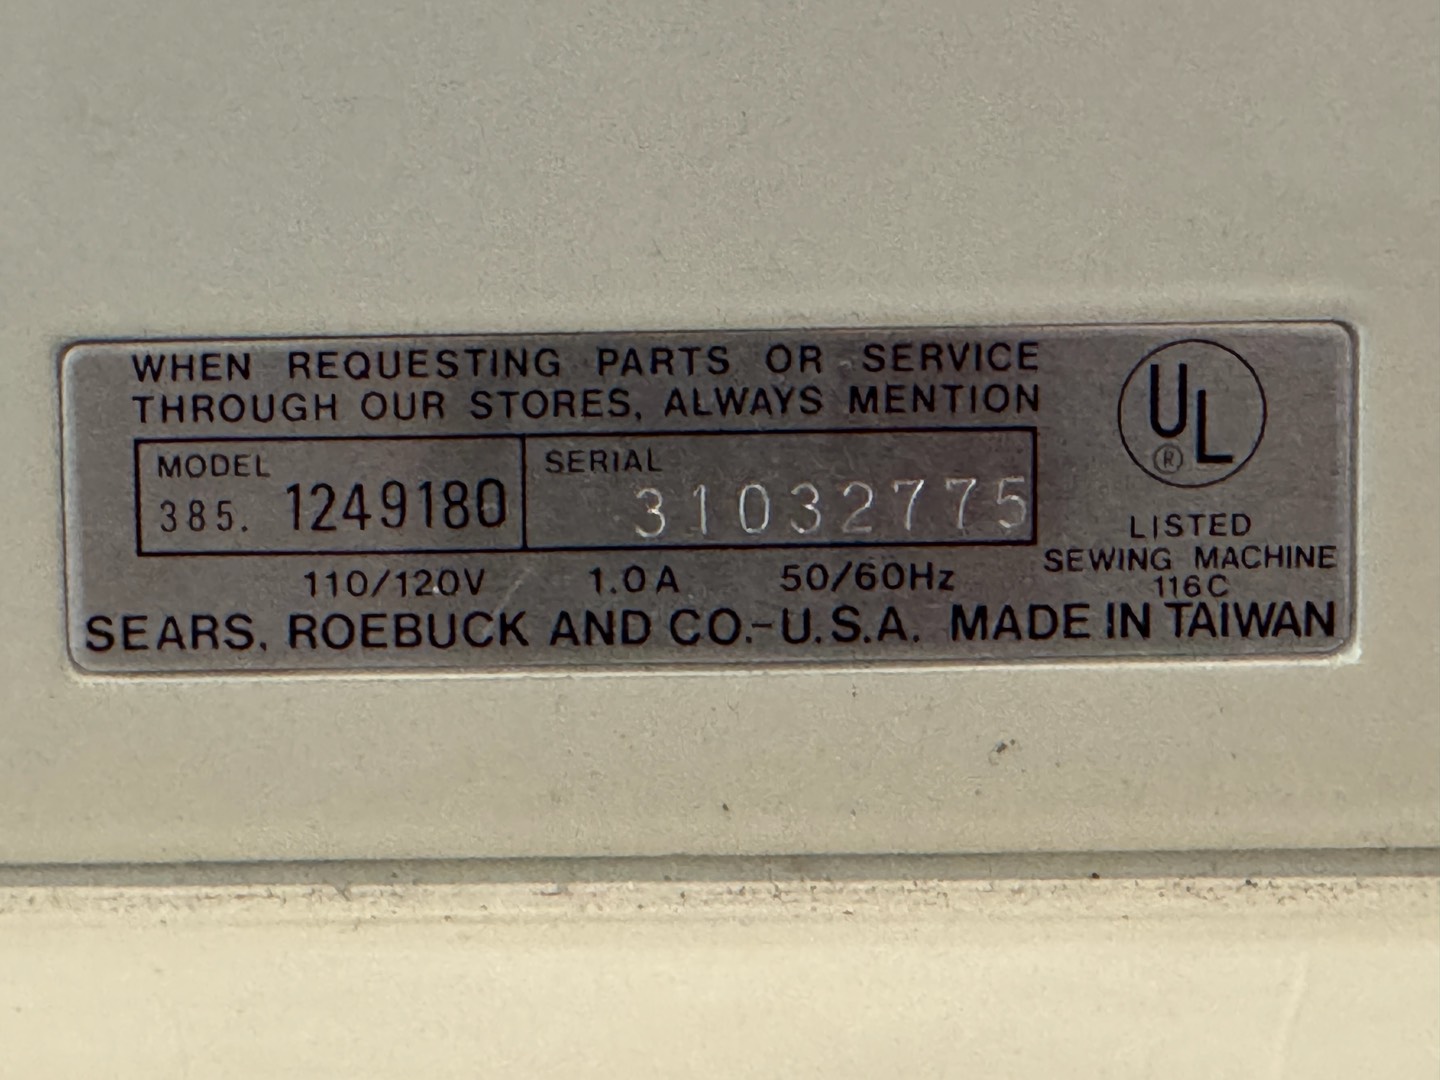 WHEN REQUESTING PARTS OR SERVICE
THROUGH OUR STORES, ALWAYS MENTION
MODEL
385. 1249180
SERIAL
31032775
110/120V 1.0A 50/60Hz
SEARS, ROEBUCK AND CO.-U.S.A. MADE IN TAIWAN
UL
®
LISTED
SEWING MACHINE
116C